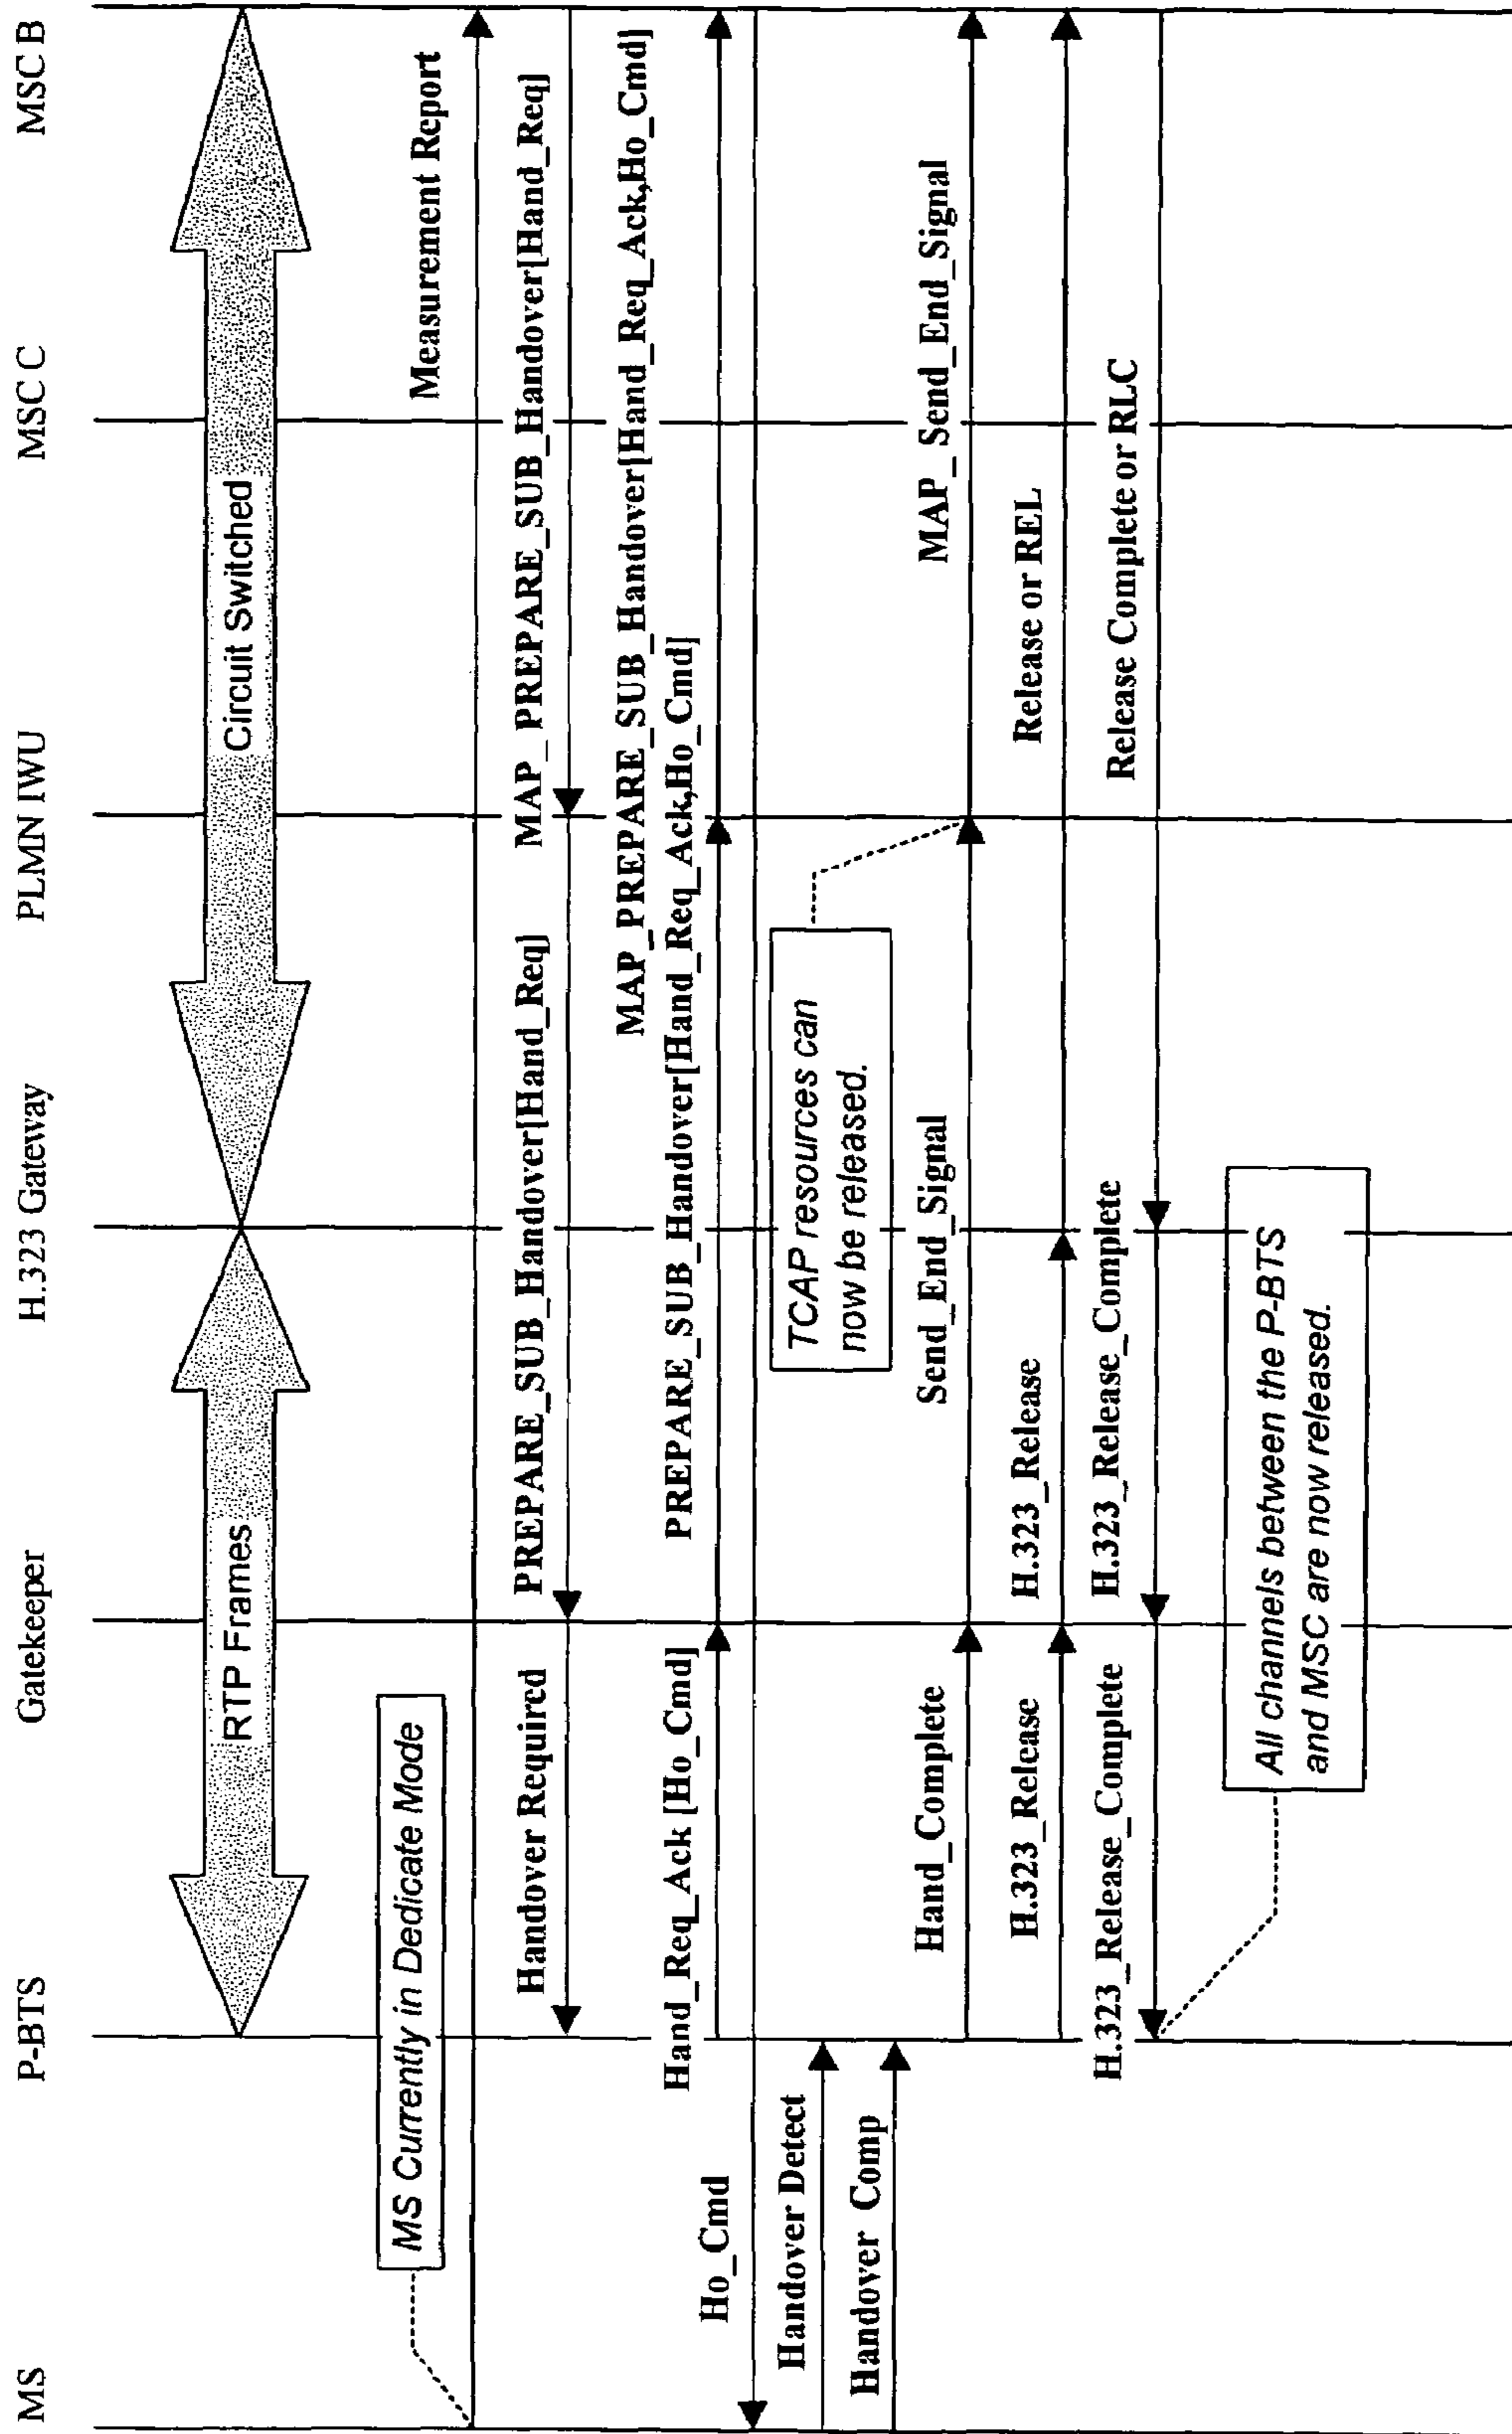 MS
P-BTS
Gatekeeper
H.323 Gateway
PLMN IWU
MSC C
MSC B
RTP Frames
Circuit Switched
MS Currently in Dedicate Mode
Measurement Report
Handover Required
PREPARE_SUB_Handover[Hand_Req]
MAP_PREPARE_SUB_Handover[Hand_Req]
MAP_PREPARE_SUB_Handover[Hand_Req_Ack,Ho_Cmd]
Hand_Req_Ack [Ho_Cmd]
PREPARE_SUB_Handover[Hand_Req_Ack,Ho_Cmd]
Ho_Cmd
Handover Detect
TCAP resources can
now be released.
Handover Comp
Hand_Complete
Send_End_Signal
MAP_Send_End_Signal
H.323_Release
H.323_Release
Release or REL
H.323_Release_Complete
H.323_Release_Complete
Release Complete or RLC
All channels between the P-BTS
and MSC are now released.